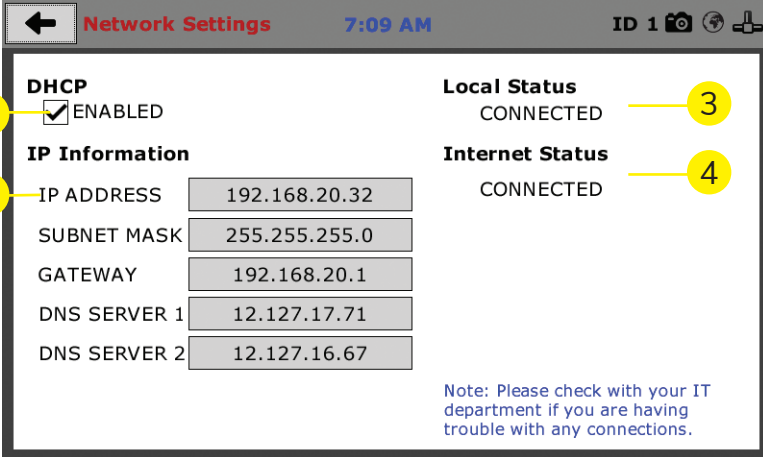 Network Settings 7:09 AM ID 1
DHCP
ENABLED
IP Information
IP ADDRESS 192.168.20.32
SUBNET MASK 255.255.255.0
GATEWAY 192.168.20.1
DNS SERVER 1 12.127.17.71
DNS SERVER 2 12.127.16.67
Local Status
CONNECTED 3
Internet Status
CONNECTED 4
Note: Please check with your IT
department if you are having
trouble with any connections.